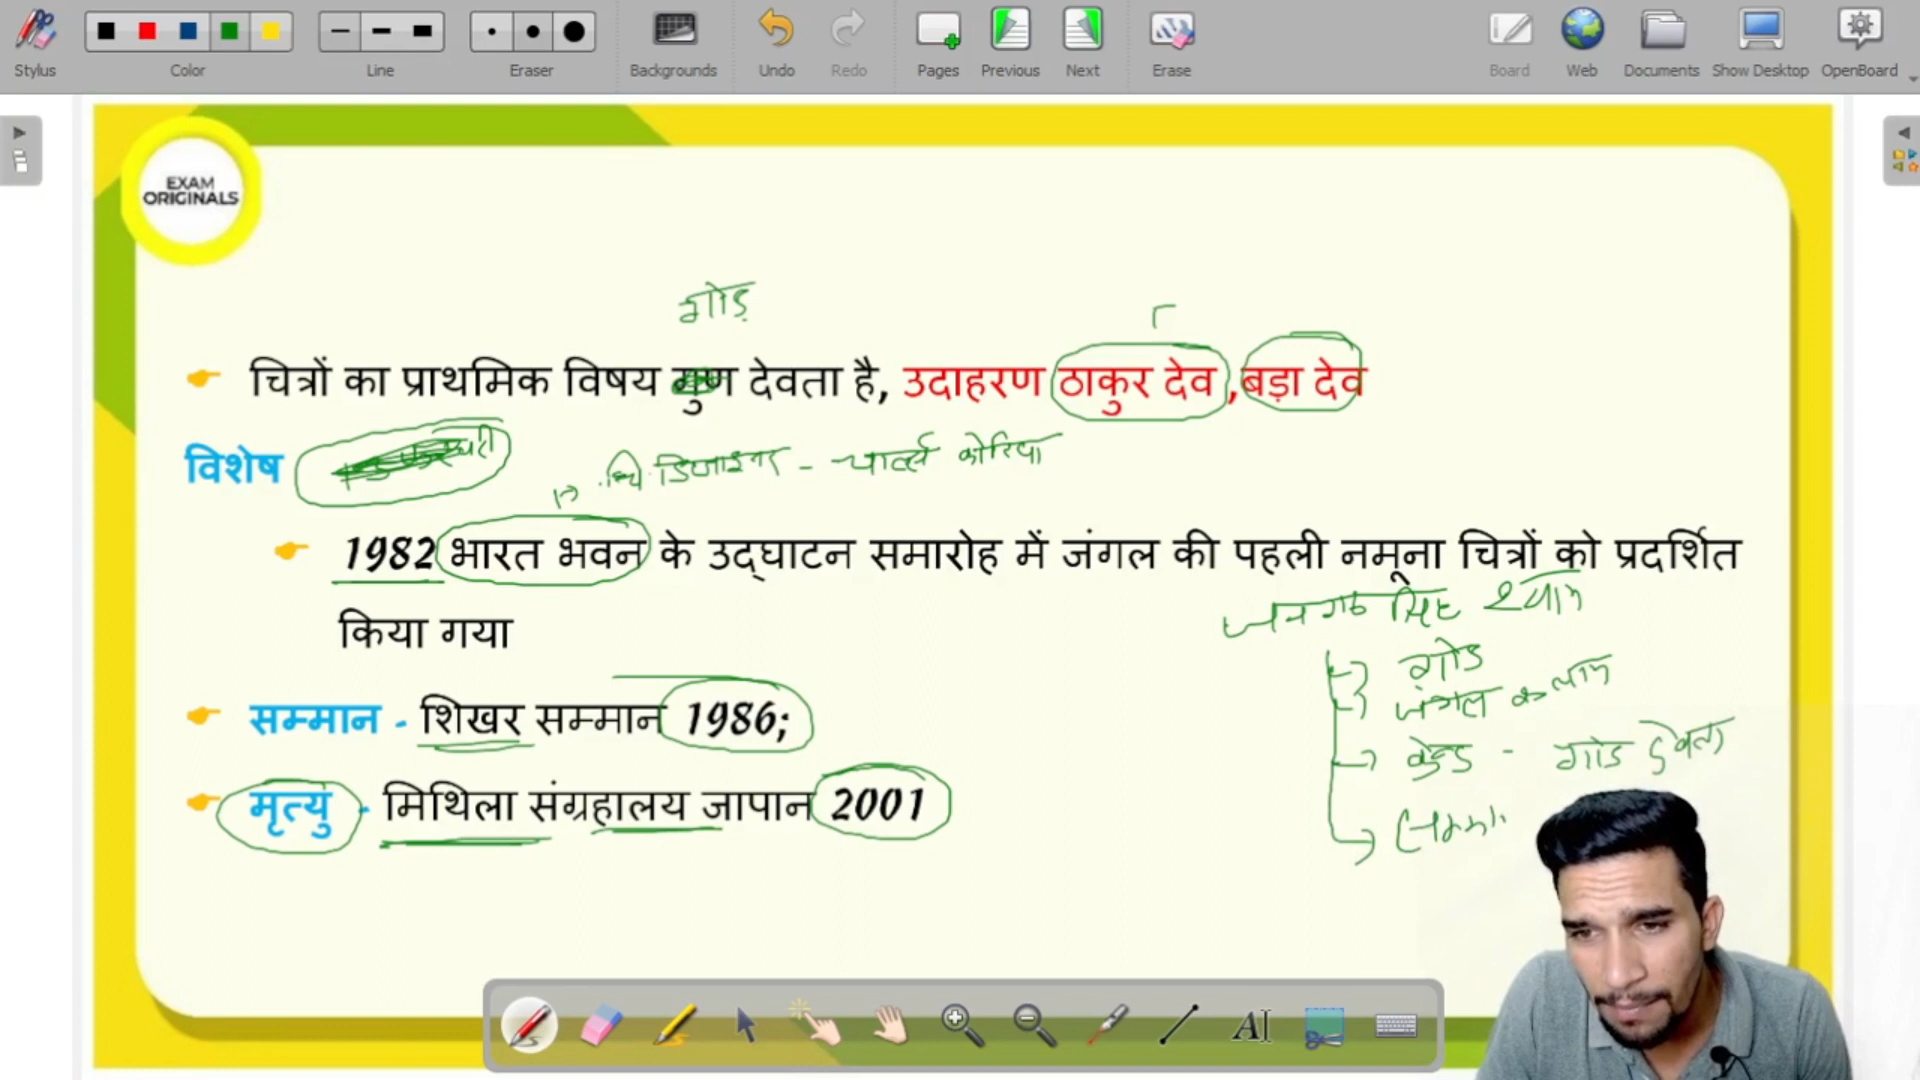 Stylus
Color
Line
Eraser
Backgrounds
Undo
Redo
Pages
Previous
Next
Erase
Board
Web
Documents
Show Desktop
OpenBoard
EXAM
ORIGINALS
गोड़
चित्रों का प्राथमिक विषय देवता है, उदाहरण ठाकुर देव ,बड़ा देव
विशेष
डिजाइनर - चार्ल्स कोरिया
1982 भारत भवन के उद्घाटन समारोह में जंगल की पहली नमूना चित्रों को प्रदर्शित
किया गया
जनगढ सिंह श्याम
गोंड
जंगल कलाम
सम्मान - शिखर सम्मान 1986;
गोंड देवता
मृत्यु - मिथिला संग्रहालय जापान 2001
AI